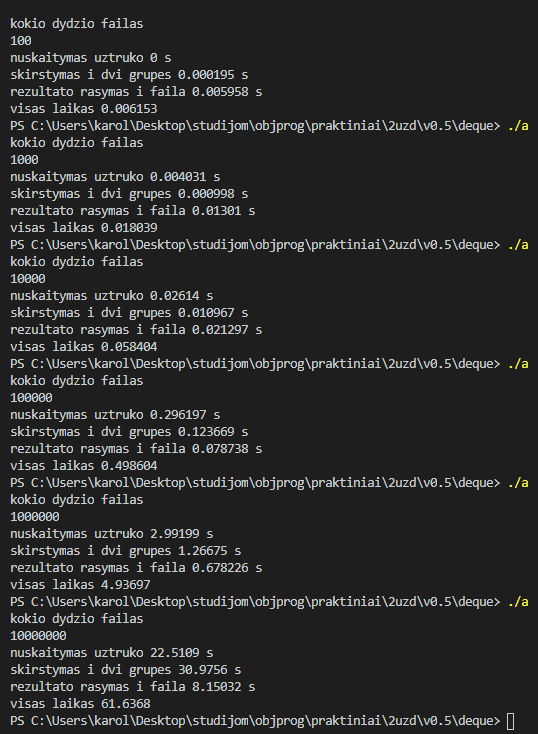 kokio dydzio failas
100
nuskaitymas uztruko 0 s
skirstymas i dvi grupes 0.000195 s
rezultato rasymas i faila 0.005958 s
visas laikas 0.006153
PS C:\Users\karol\Desktop\studijom\objprog\praktiniai\2uzd\v0.5\deque> ./a
kokio dydzio failas
1000
nuskaitymas uztruko 0.004031 s
skirstymas i dvi grupes 0.000998 s
rezultato rasymas i faila 0.01301 s
visas laikas 0.018039
PS C:\Users\karol\Desktop\studijom\objprog\praktiniai\2uzd\v0.5\deque> ./a
kokio dydzio failas
10000
nuskaitymas uztruko 0.02614 s
skirstymas i dvi grupes 0.010967 s
rezultato rasymas i faila 0.021297 s
visas laikas 0.058404
PS C:\Users\karol\Desktop\studijom\objprog\praktiniai\2uzd\v0.5\deque> ./a
kokio dydzio failas
100000
nuskaitymas uztruko 0.296197 s
skirstymas i dvi grupes 0.123669 s
rezultato rasymas i faila 0.078738 s
visas laikas 0.498604
PS C:\Users\karol\Desktop\studijom\objprog\praktiniai\2uzd\v0.5\deque> ./a
kokio dydzio failas
1000000
nuskaitymas uztruko 2.99199 s
skirstymas i dvi grupes 1.26675 s
rezultato rasymas i faila 0.678226 s
visas laikas 4.93697
PS C:\Users\karol\Desktop\studijom\objprog\praktiniai\2uzd\v0.5\deque> ./a
kokio dydzio failas
10000000
nuskaitymas uztruko 22.5109 s
skirstymas i dvi grupes 30.9756 s
rezultato rasymas i faila 8.15032 s
visas laikas 61.6368
PS C:\Users\karol\Desktop\studijom\objprog\praktiniai\2uzd\v0.5\deque>